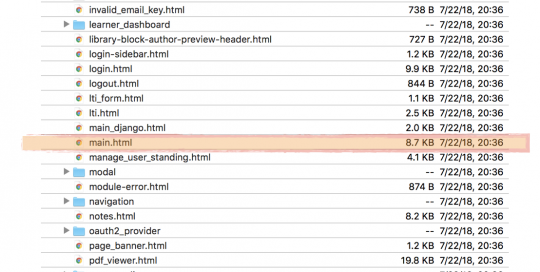 invalid_email_key.html 738 B 7/22/18, 20:36
learner_dashboard -- 7/22/18, 20:36
library-block-author-preview-header.html 727 B 7/22/18, 20:36
login-sidebar.html 1.2 KB 7/22/18, 20:36
login.html 9.9 KB 7/22/18, 20:36
logout.html 844 B 7/22/18, 20:36
lti_form.html 1.1 KB 7/22/18, 20:36
lti.html 2.5 KB 7/22/18, 20:36
main_django.html 2.0 KB 7/22/18, 20:36
main.html 8.7 KB 7/22/18, 20:36
manage_user_standing.html 4.1 KB 7/22/18, 20:36
modal -- 7/22/18, 20:36
module-error.html 874 B 7/22/18, 20:36
navigation -- 7/22/18, 20:36
notes.html 8.2 KB 7/22/18, 20:36
oauth2_provider -- 7/22/18, 20:36
page_banner.html 1.2 KB 7/22/18, 20:36
pdf_viewer.html 19.8 KB 7/22/18, 20:36